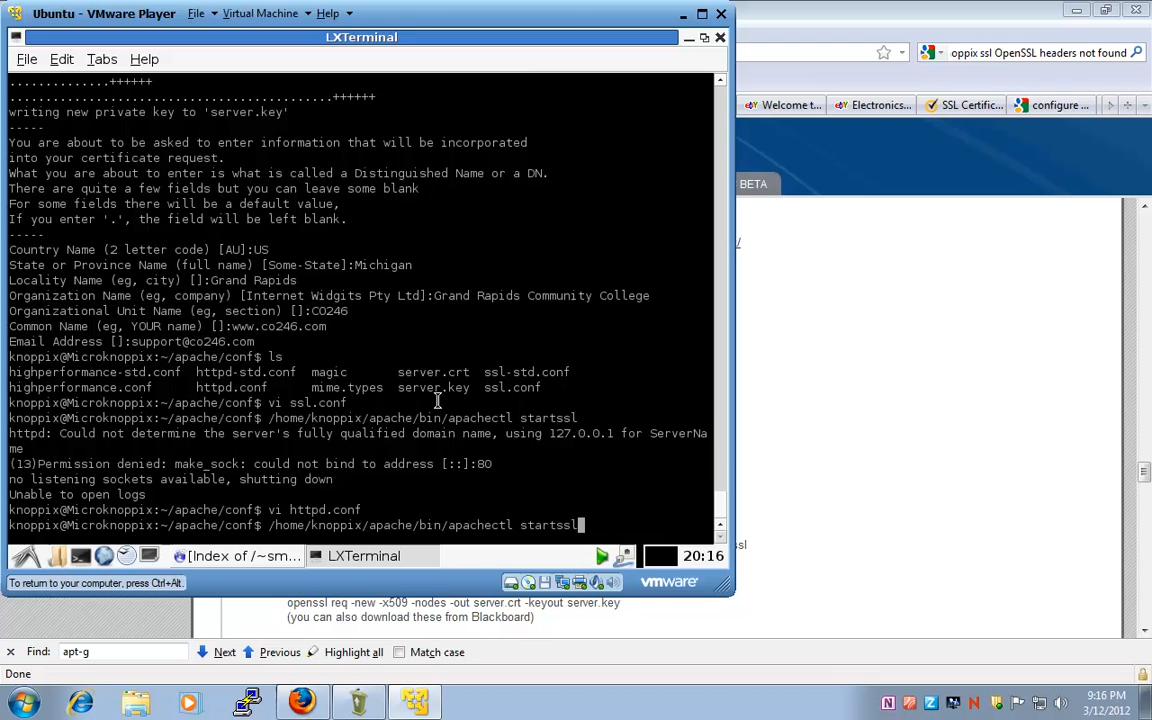 Ubuntu - VMware Player File Virtual Machine Help
LXTerminal
File Edit Tabs Help
..............++++++
.............................................++++++
writing new private key to 'server.key'
-----
You are about to be asked to enter information that will be incorporated
into your certificate request.
What you are about to enter is what is called a Distinguished Name or a DN.
There are quite a few fields but you can leave some blank
For some fields there will be a default value,
If you enter '.', the field will be left blank.
-----
Country Name (2 letter code) [AU]:US
State or Province Name (full name) [Some-State]:Michigan
Locality Name (eg, city) []:Grand Rapids
Organization Name (eg, company) [Internet Widgits Pty Ltd]:Grand Rapids Community College
Organizational Unit Name (eg, section) []:CO246
Common Name (eg, YOUR name) []:www.co246.com
Email Address []:support@co246.com
knoppix@Microknoppix:~/apache/conf$ ls
highperformance-std.conf httpd-std.conf magic server.crt ssl-std.conf
highperformance.conf httpd.conf mime.types server.key ssl.conf
knoppix@Microknoppix:~/apache/conf$ vi ssl.conf
knoppix@Microknoppix:~/apache/conf$ /home/knoppix/apache/bin/apachectl startssl
httpd: Could not determine the server's fully qualified domain name, using 127.0.0.1 for ServerNa
me
(13)Permission denied: make_sock: could not bind to address [::]:80
no listening sockets available, shutting down
Unable to open logs
knoppix@Microknoppix:~/apache/conf$ vi httpd.conf
knoppix@Microknoppix:~/apache/conf$ /home/knoppix/apache/bin/apachectl startssl
[Index of /~sm... LXTerminal 20:16
To return to your computer, press Ctrl+Alt. vmware
oppix ssl OpenSSL headers not found
Welcome t... Electronics... SSL Certific... configure ...
BETA
/
ssl
openssl req -new -x509 -nodes -out server.crt -keyout server.key
(you can also download these from Blackboard)
Find: apt-g Next Previous Highlight all Match case
Done
9:16 PM
3/12/2012